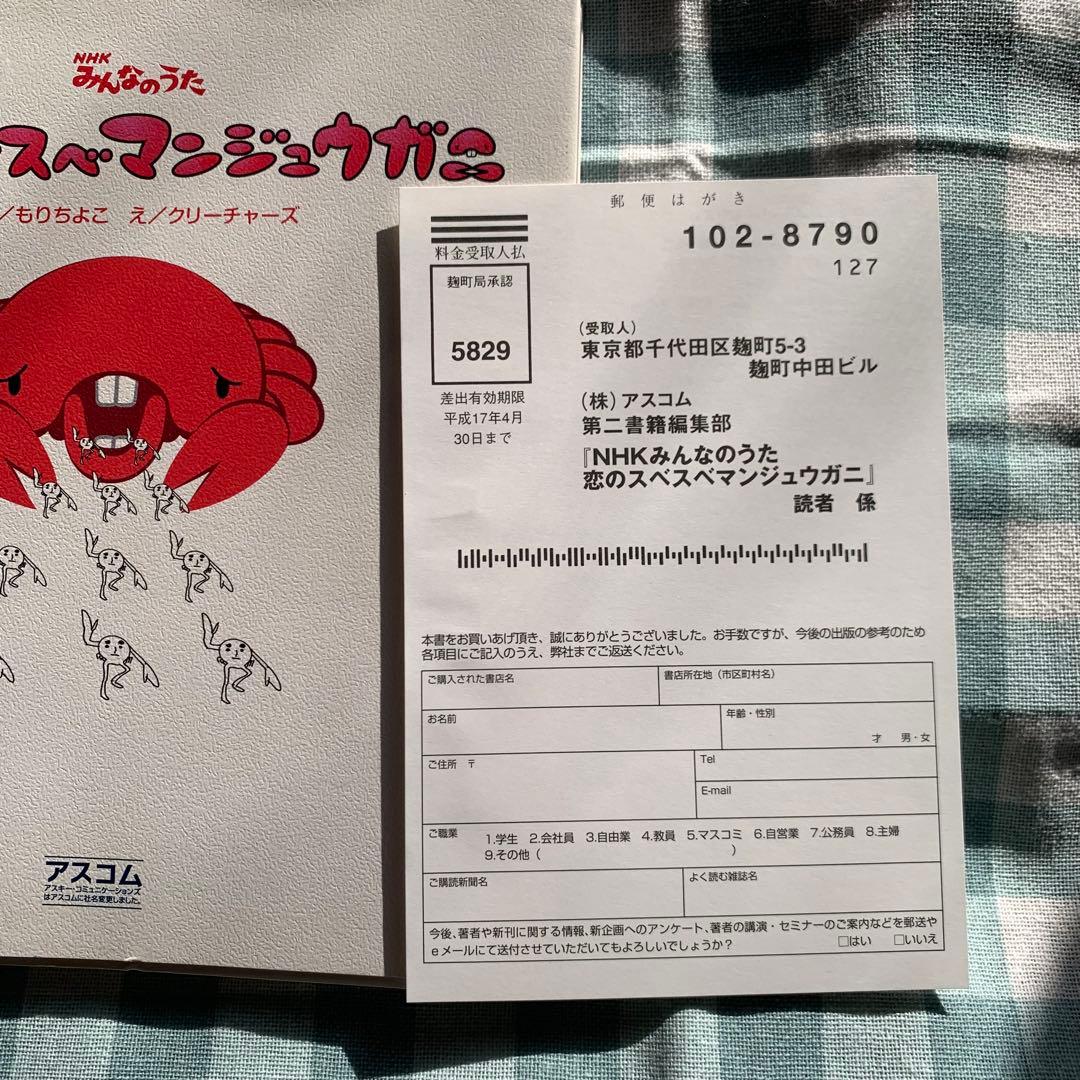 NHK
みんなのうた
スベマンジュウガニ
／もりちよこ　え／クリーチャーズ
アスコム
アスキー・コミュニケーションズ
はアスコムに社名変更しました。
郵便はがき
料金受取人払
麹町局承認
5829
差出有効期限
平成17年4月
30日まで
102-8790
127
（受取人）
東京都千代田区麹町5-3
麹町中田ビル
（株）アスコム
第二書籍編集部
『NHKみんなのうた
恋のスベスベマンジュウガニ』
読者　係
本書をお買いあげ頂き、誠にありがとうございました。お手数ですが、今後の出版の参考のため
各項目にご記入のうえ、弊社までご返送ください。
ご購入された書店名
書店所在地（市区町村名）
お名前
年齢・性別
才　男・女
ご住所　〒
Tel
E-mail
ご職業　1.学生　2.会社員　3.自由業　4.教員　5.マスコミ　6.自営業　7.公務員　8.主婦
9.その他（　　　　　　　　　　）
ご購読新聞名
よく読む雑誌名
今後、著者や新刊に関する情報、新企画へのアンケート、著者の講演・セミナーのご案内などを郵送や
eメールにて送付させていただいてもよろしいでしょうか？　□はい　□いいえ